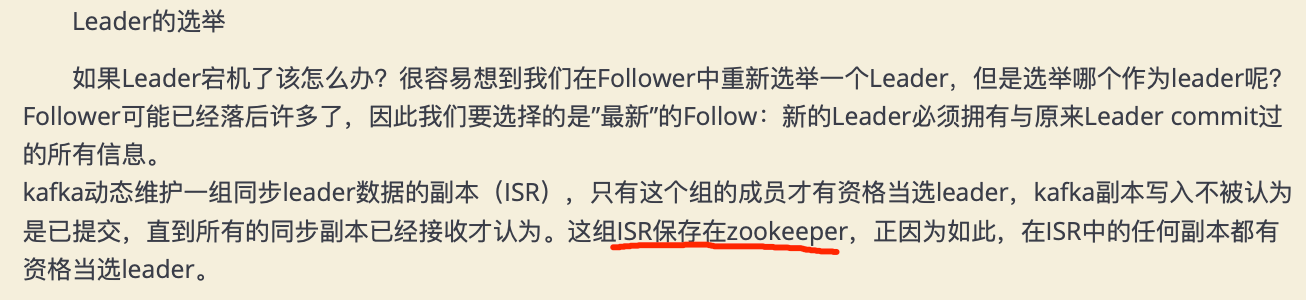 Leader的选举
如果Leader宕机了该怎么办？很容易想到我们在Follower中重新选举一个Leader，但是选举哪个作为leader呢？
Follower可能已经落后许多了，因此我们要选择的是”最新”的Follow：新的Leader必须拥有与原来Leader commit过
的所有信息。
kafka动态维护一组同步leader数据的副本（ISR），只有这个组的成员才有资格当选leader，kafka副本写入不被认为
是已提交，直到所有的同步副本已经接收才认为。这组ISR保存在zookeeper，正因为如此，在ISR中的任何副本都有
资格当选leader。